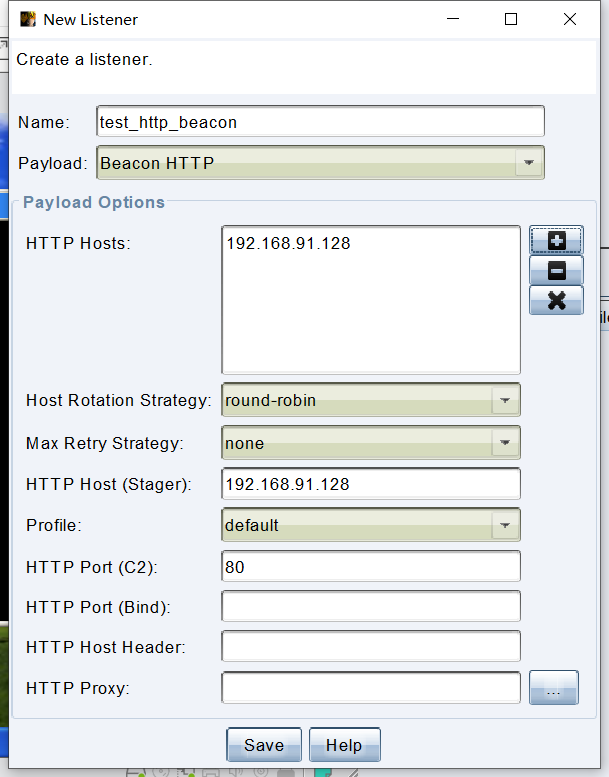 New Listener
Create a listener.
Name: test_http_beacon
Payload: Beacon HTTP
Payload Options
HTTP Hosts: 192.168.91.128
Host Rotation Strategy: round-robin
Max Retry Strategy: none
HTTP Host (Stager): 192.168.91.128
Profile: default
HTTP Port (C2): 80
HTTP Port (Bind):
HTTP Host Header:
HTTP Proxy: ...
Save Help